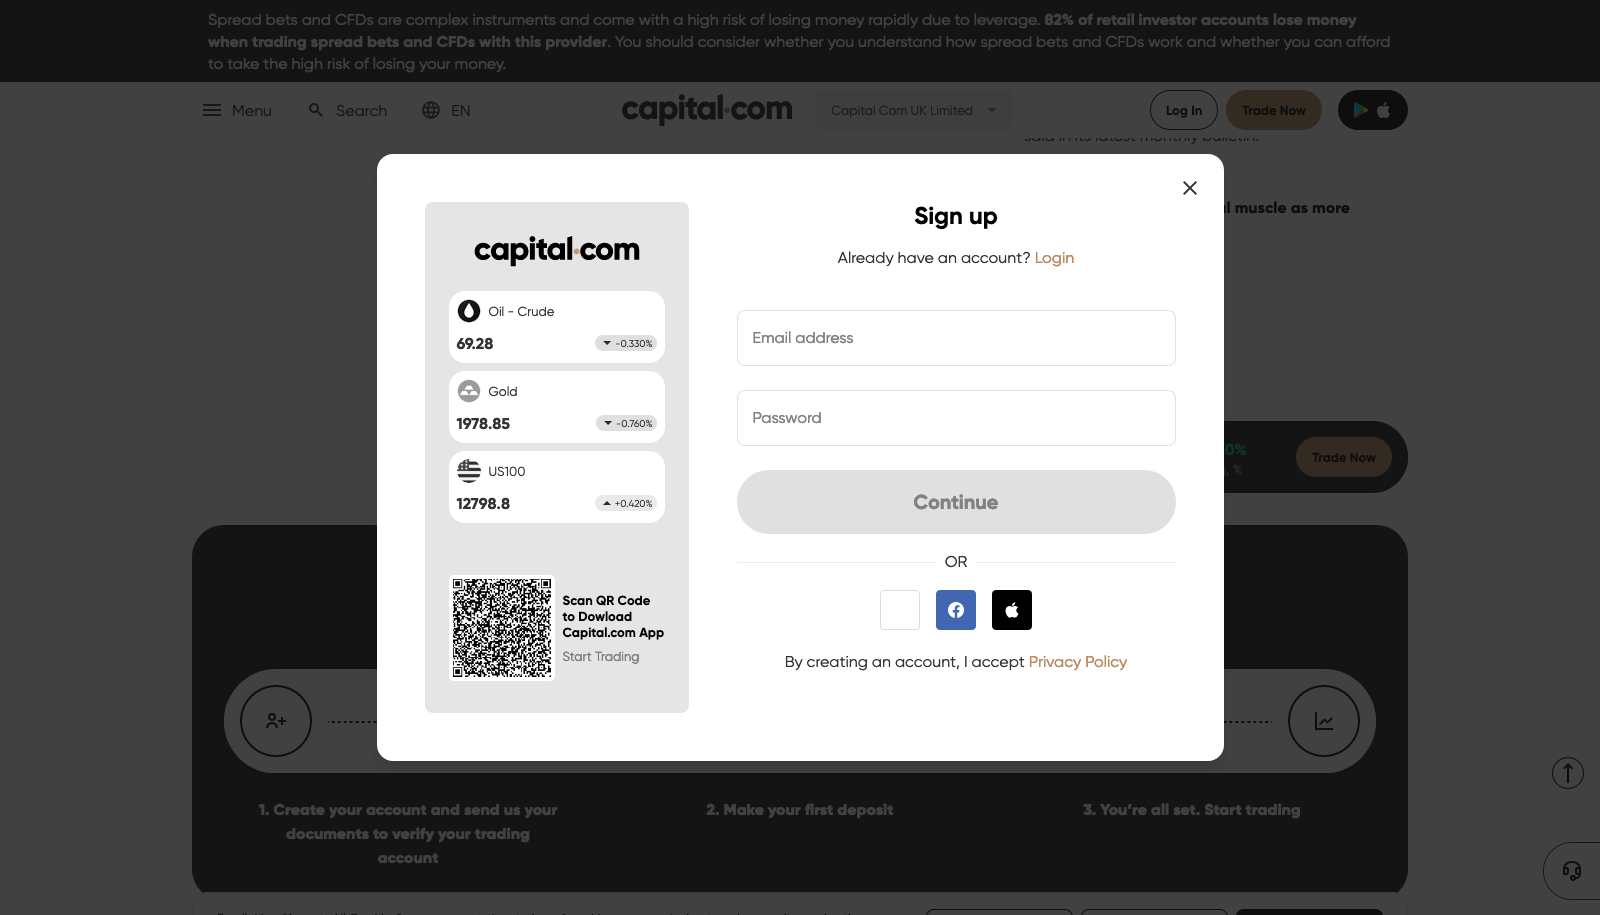 Spread bets and CFDs are complex instruments and come with a high risk of losing money rapidly due to leverage. 82% of retail investor accounts lose money
when trading spread bets and CFDs with this provider. You should consider whether you understand how spread bets and CFDs work and whether you can afford
to take the high risk of losing your money.
Menu
Search
EN
capital.com
Capital Com UK Limited
Log In
Trade Now
said in its latest monthly bulletin.
muscle as more
Sign up
Already have an account? Login
Email address
Password
Continue
OR
By creating an account, I accept Privacy Policy
capital.com
Oil - Crude
69.28
-0.330%
Gold
1978.85
-0.760%
US100
12798.8
+0.420%
Scan QR Code
to Dowload
Capital.com App
Start Trading
0%
%
Trade Now
1. Create your account and send us your
documents to verify your trading
account
2. Make your first deposit
3. You're all set. Start trading